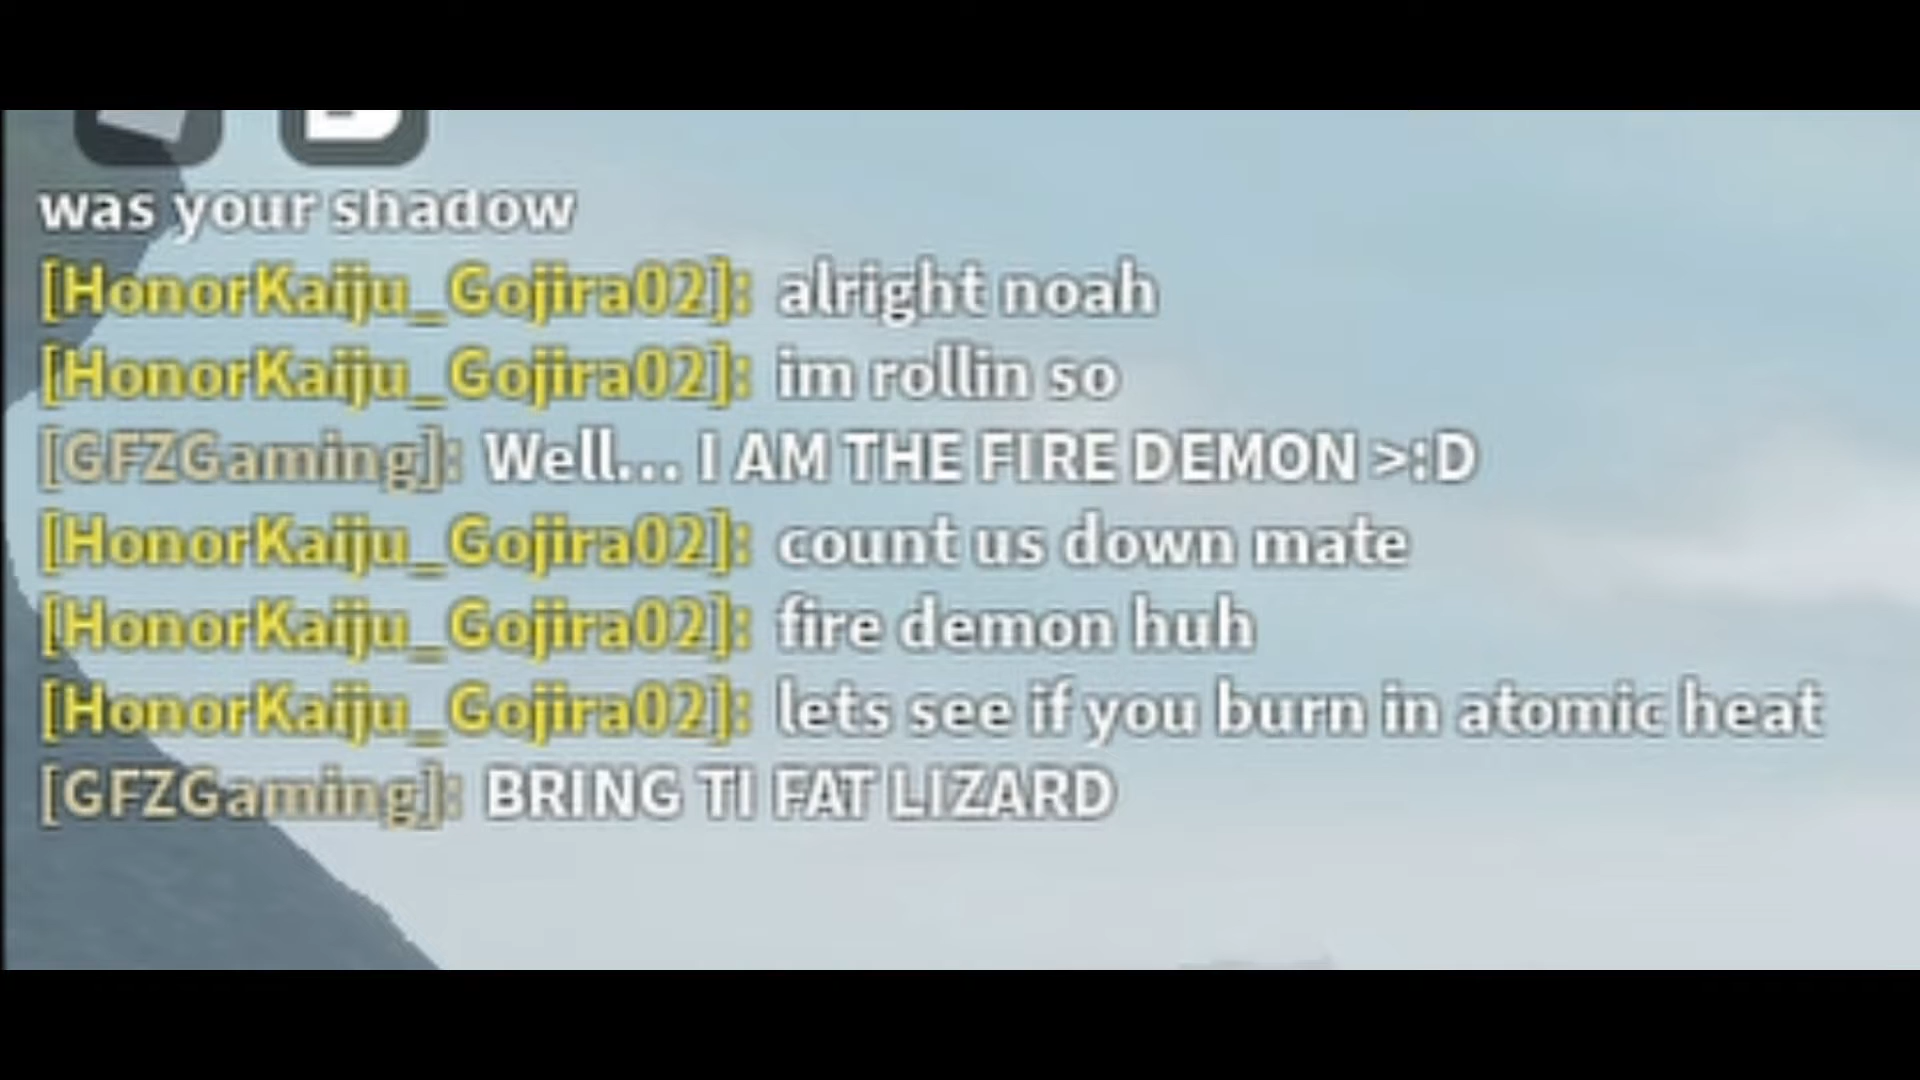 was your shadow
[HonorKaiju_Gojira02]: alright noah
[HonorKaiju_Gojira02]: im rollin so
[GFZGaming]: Well... I AM THE FIRE DEMON >:D
[HonorKaiju_Gojira02]: count us down mate
[HonorKaiju_Gojira02]: fire demon huh
[HonorKaiju_Gojira02]: lets see if you burn in atomic heat
[GFZGaming]: BRING TI FAT LIZARD